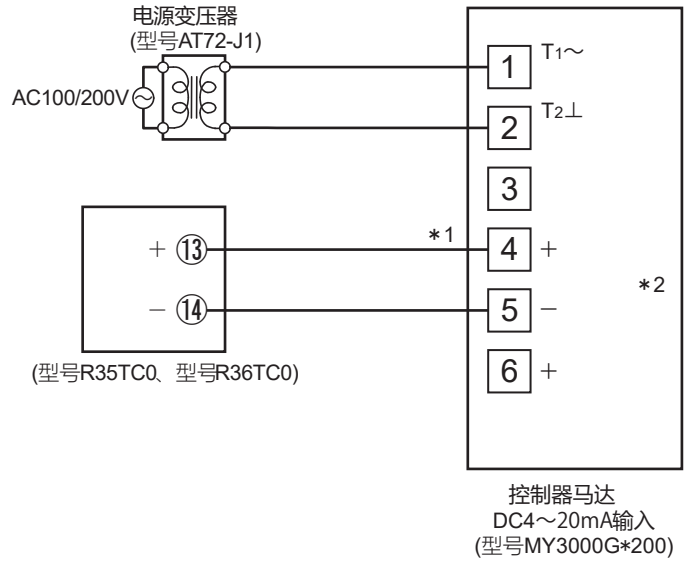 电源变压器
(型号AT72-J1)
AC100/200V
1 T1～
2 T2⊥
3
＋ ⑬ ＊1 4 ＋
＊2
－ ⑭ 5 －
6 ＋
(型号R35TC0、型号R36TC0)
控制器马达
DC4～20mA输入
(型号MY3000G＊200)